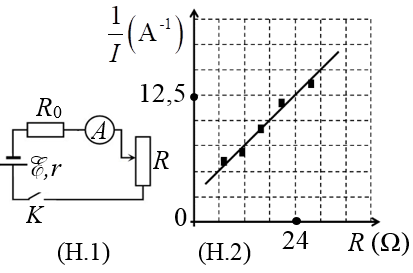 1/I (A⁻¹)
R₀
A
12,5
R
ℰ,r
K
0
24
R (Ω)
(H.1)
(H.2)